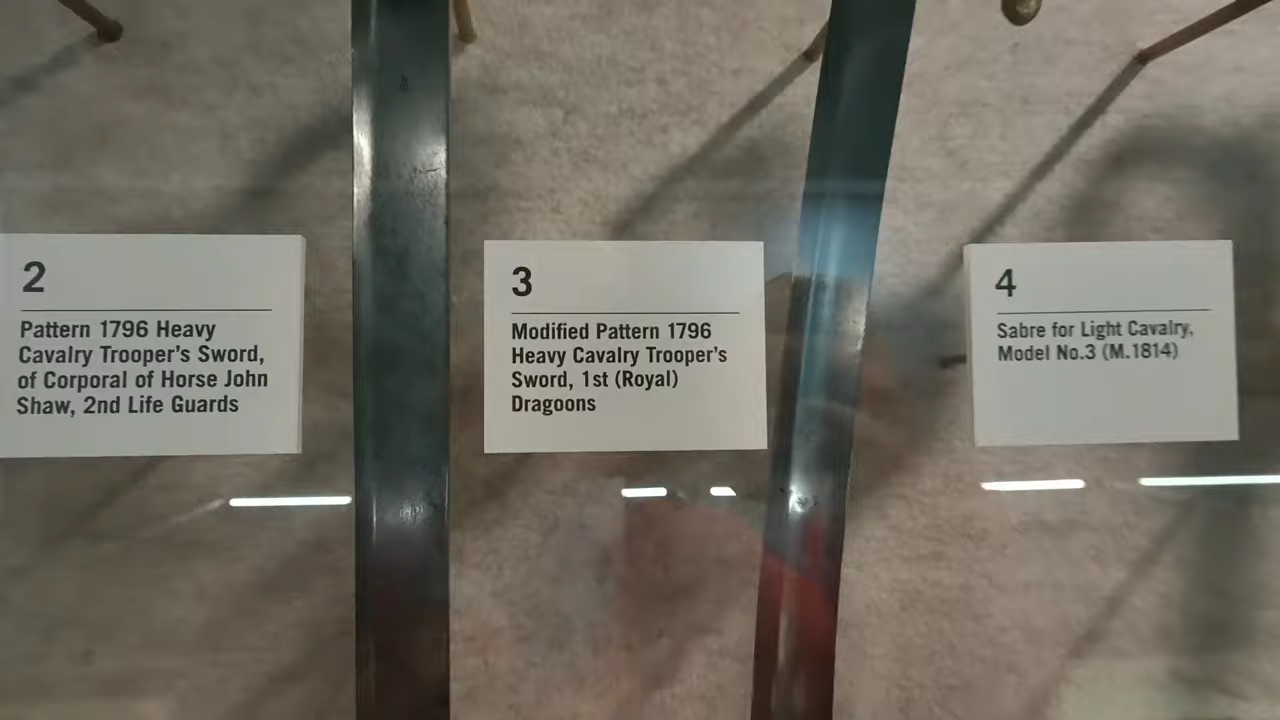 2
Pattern 1796 Heavy
Cavalry Trooper's Sword,
of Corporal of Horse John
Shaw, 2nd Life Guards
3
Modified Pattern 1796
Heavy Cavalry Trooper's
Sword, 1st (Royal)
Dragoons
4
Sabre for Light Cavalry,
Model No.3 (M.1814)